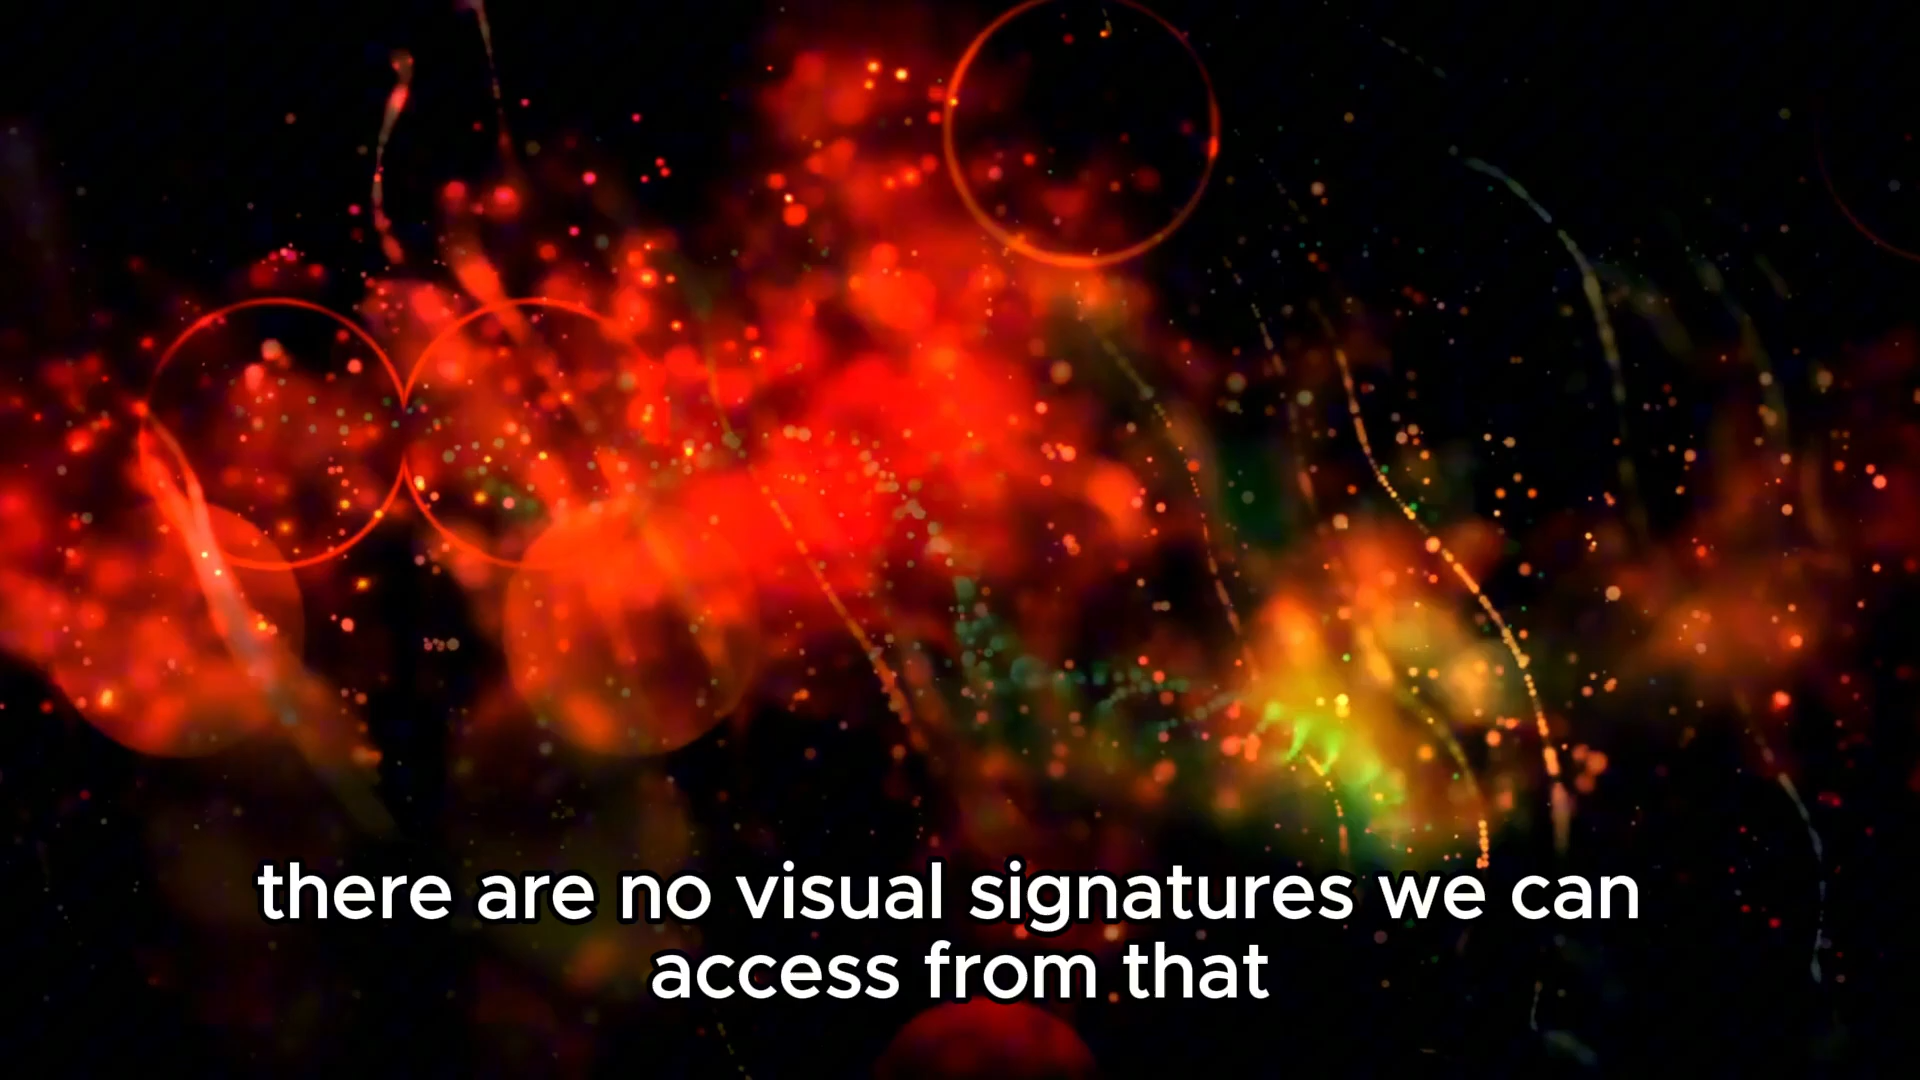 there are no visual signatures we can
access from that